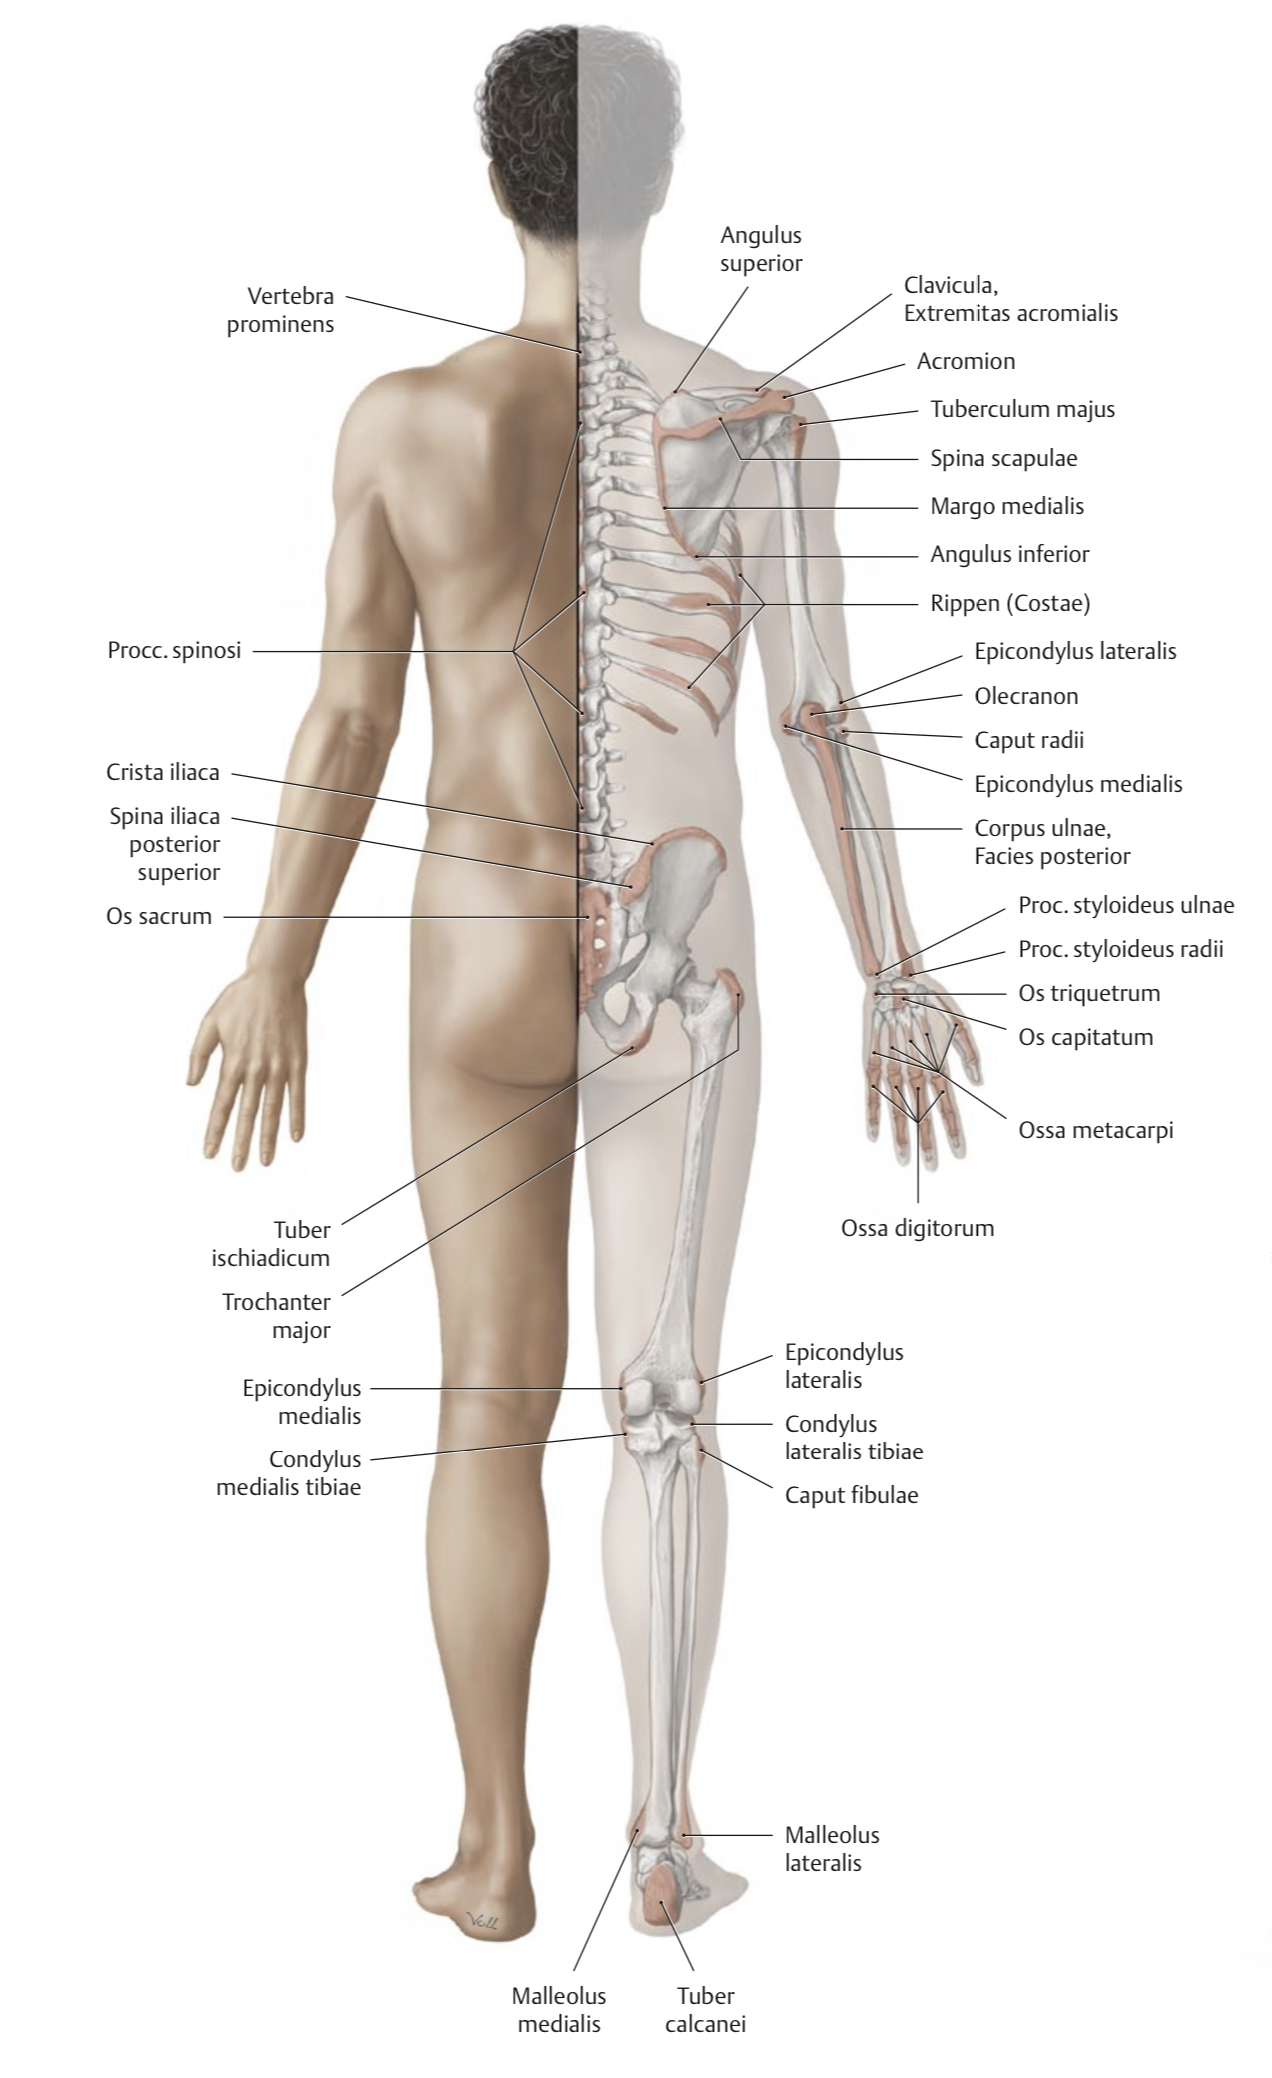 Angulus
superior
Clavicula,
Extremitas acromialis
Vertebra
prominens
Acromion
Tuberculum majus
Spina scapulae
Margo medialis
Angulus inferior
Rippen (Costae)
Procc. spinosi
Epicondylus lateralis
Olecranon
Caput radii
Epicondylus medialis
Crista iliaca
Spina iliaca
posterior
superior
Corpus ulnae,
Facies posterior
Os sacrum
Proc. styloideus ulnae
Proc. styloideus radii
Os triquetrum
Os capitatum
Ossa metacarpi
Ossa digitorum
Tuber
ischiadicum
Trochanter
major
Epicondylus
medialis
Epicondylus
lateralis
Condylus
medialis tibiae
Condylus
lateralis tibiae
Caput fibulae
Malleolus
lateralis
Voll
Malleolus
medialis
Tuber
calcanei